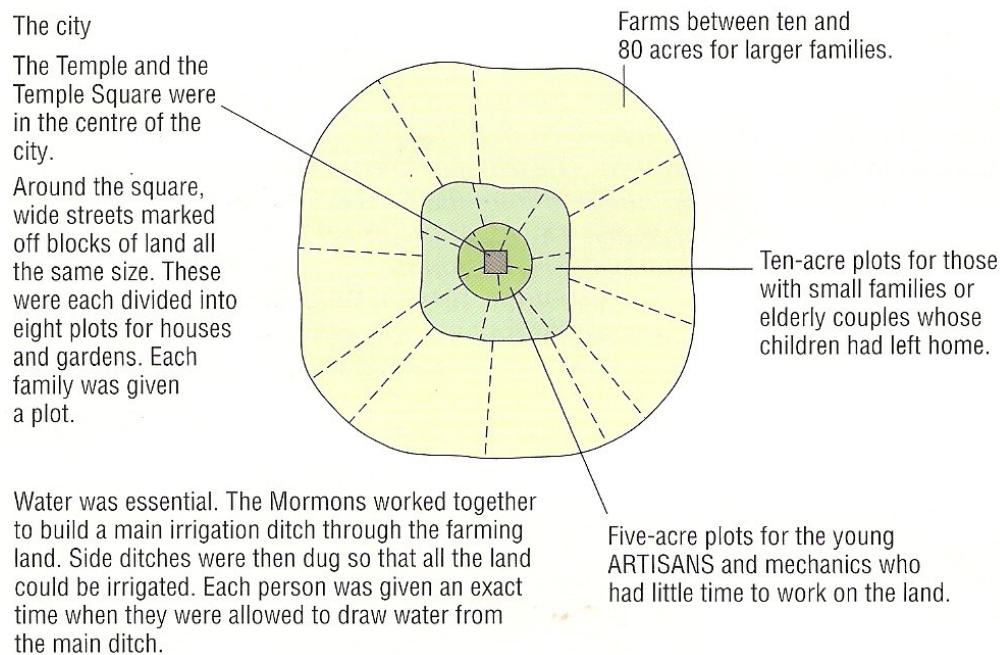 The city
The Temple and the
Temple Square were
in the centre of the
city.
Around the square,
wide streets marked
off blocks of land all
the same size. These
were each divided into
eight plots for houses
and gardens. Each
family was given
a plot.
Farms between ten and
80 acres for larger families.
Ten-acre plots for those
with small families or
elderly couples whose
children had left home.
Five-acre plots for the young
ARTISANS and mechanics who
had little time to work on the land.
Water was essential. The Mormons worked together
to build a main irrigation ditch through the farming
land. Side ditches were then dug so that all the land
could be irrigated. Each person was given an exact
time when they were allowed to draw water from
the main ditch.